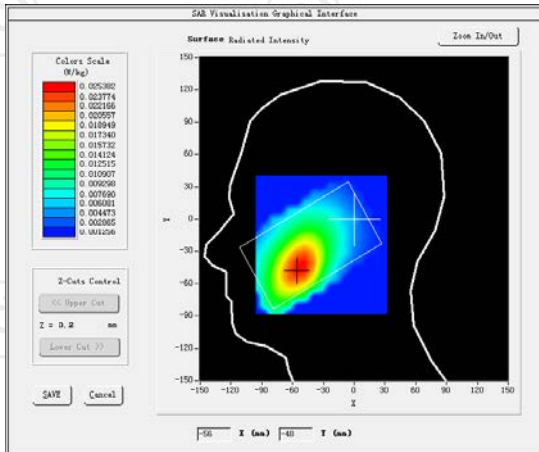 SAR Visualisation Graphical Interface
Surface Radiated Intensity
Zoom In/Out
Colors Scale
(W/kg)
0.025382
0.023774
0.022166
0.020557
0.018949
0.017340
0.015732
0.014124
0.012515
0.010907
0.009298
0.007690
0.006081
0.004473
0.002865
0.001256
150
120
90
60
30
0
-30
-60
-90
-120
-150
Y
-150 -120 -90 -60 -30 0 30 60 90 120 150
X
Z-Cuts Control
<< Upper Cut
Z = 0.2 mm
Lower Cut >>
SAVE Cancel
-56 X (mm) -48 Y (mm)